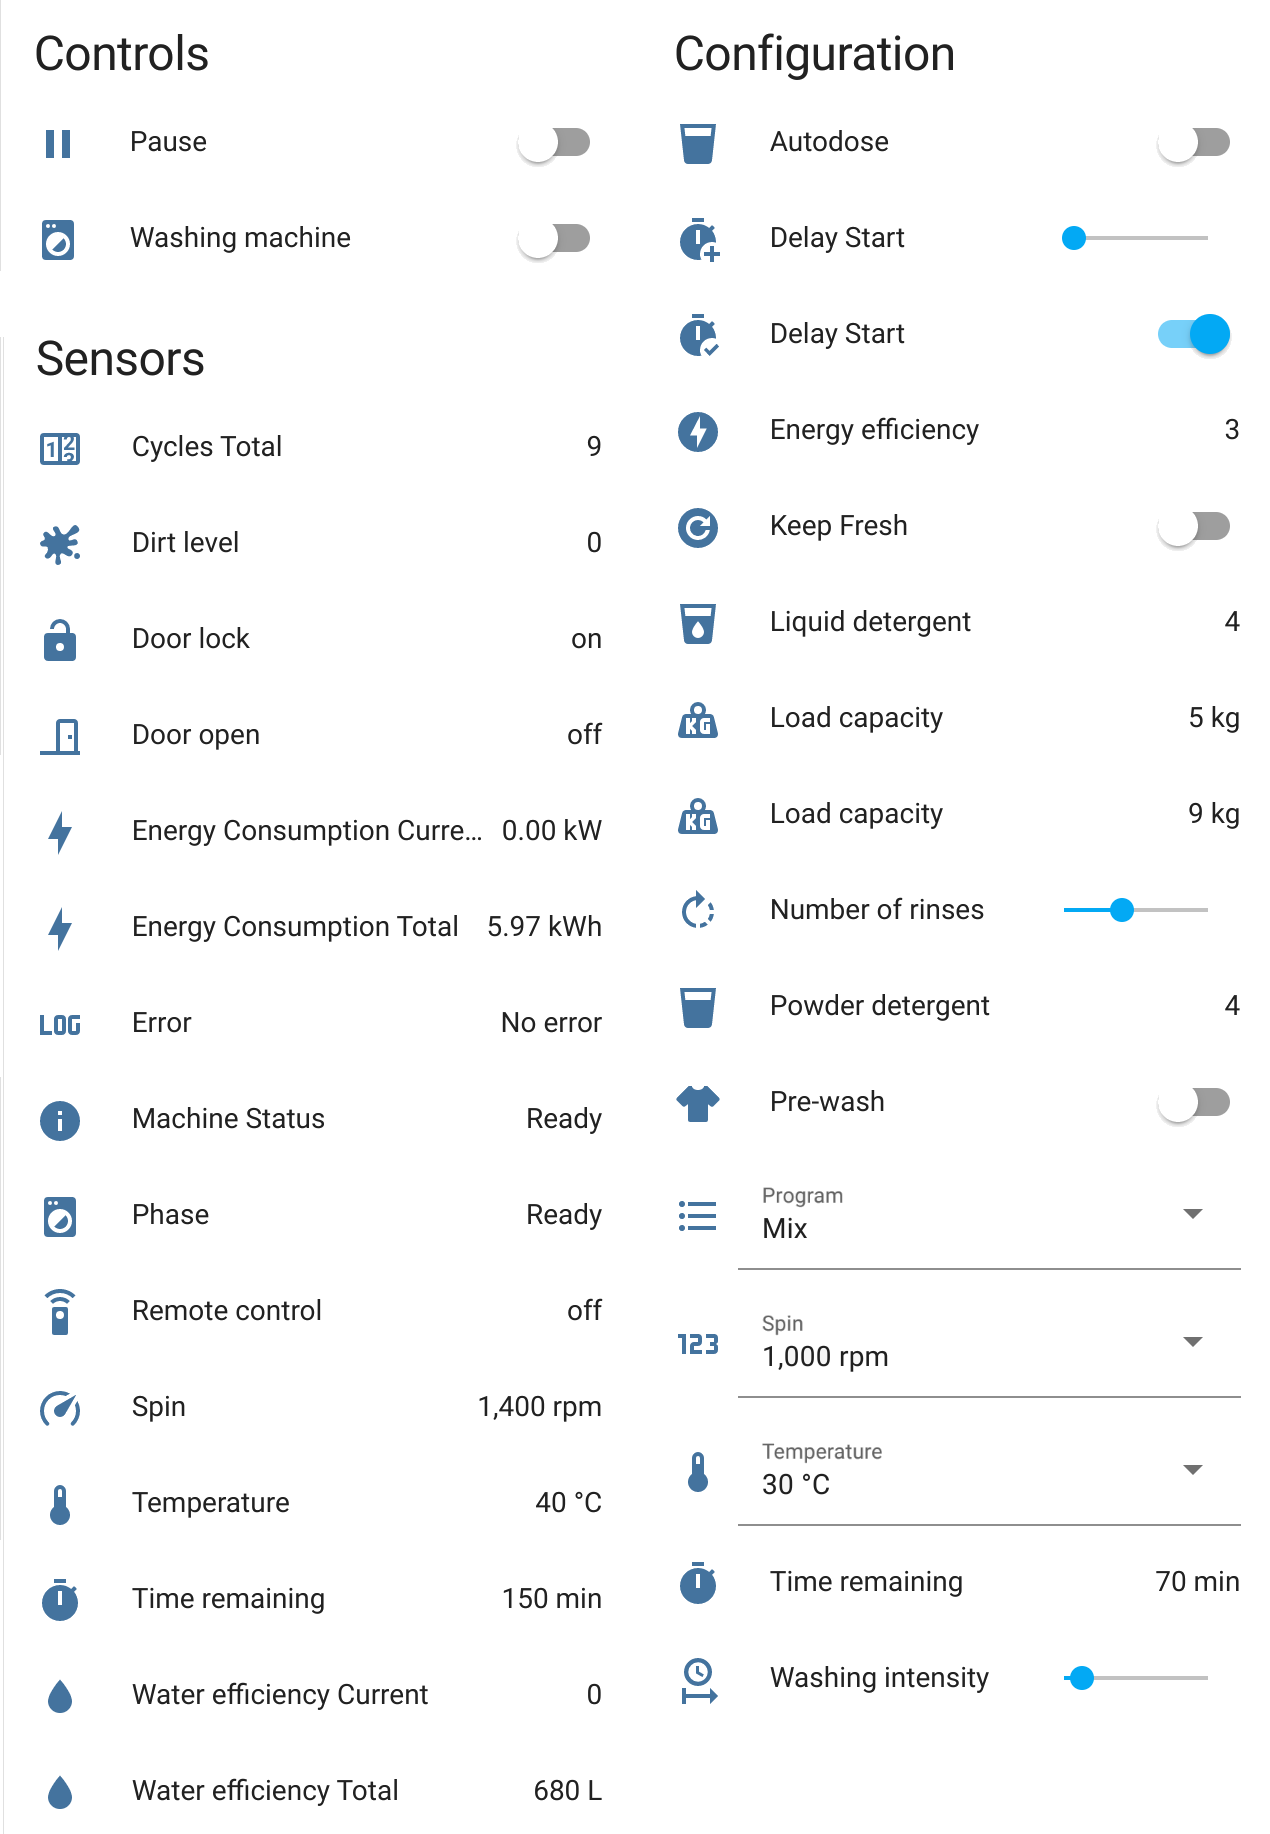 Controls
Pause
Washing machine
Sensors
Cycles Total 9
Dirt level 0
Door lock on
Door open off
Energy Consumption Curre... 0.00 kW
Energy Consumption Total 5.97 kWh
LOG Error No error
Machine Status Ready
Phase Ready
Remote control off
Spin 1,400 rpm
Temperature 40 °C
Time remaining 150 min
Water efficiency Current 0
Water efficiency Total 680 L
Configuration
Autodose
Delay Start
Delay Start
Energy efficiency 3
Keep Fresh
Liquid detergent 4
KG Load capacity 5 kg
KG Load capacity 9 kg
Number of rinses
Powder detergent 4
Pre-wash
Program
Mix
Spin
123 1,000 rpm
Temperature
30 °C
Time remaining 70 min
Washing intensity